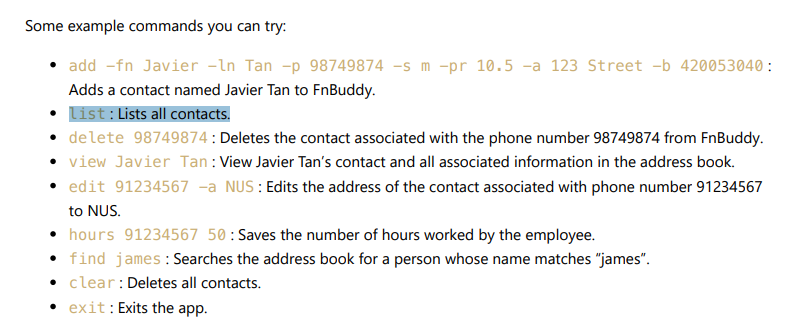 Some example commands you can try:
• add -fn Javier -ln Tan -p 98749874 -s m -pr 10.5 -a 123 Street -b 420053040 :
Adds a contact named Javier Tan to FnBuddy.
• list : Lists all contacts.
• delete 98749874 : Deletes the contact associated with the phone number 98749874 from FnBuddy.
• view Javier Tan : View Javier Tan’s contact and all associated information in the address book.
• edit 91234567 -a NUS : Edits the address of the contact associated with phone number 91234567
to NUS.
• hours 91234567 50 : Saves the number of hours worked by the employee.
• find james : Searches the address book for a person whose name matches “james”.
• clear : Deletes all contacts.
• exit : Exits the app.